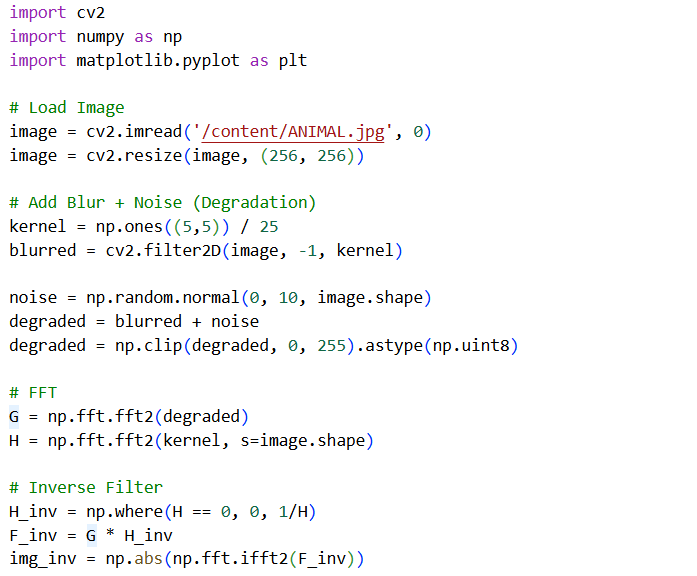 import cv2
import numpy as np
import matplotlib.pyplot as plt
# Load Image
image = cv2.imread('/content/ANIMAL.jpg', 0)
image = cv2.resize(image, (256, 256))
# Add Blur + Noise (Degradation)
kernel = np.ones((5,5)) / 25
blurred = cv2.filter2D(image, -1, kernel)
noise = np.random.normal(0, 10, image.shape)
degraded = blurred + noise
degraded = np.clip(degraded, 0, 255).astype(np.uint8)
# FFT
G = np.fft.fft2(degraded)
H = np.fft.fft2(kernel, s=image.shape)
# Inverse Filter
H_inv = np.where(H == 0, 0, 1/H)
F_inv = G * H_inv
img_inv = np.abs(np.fft.ifft2(F_inv))